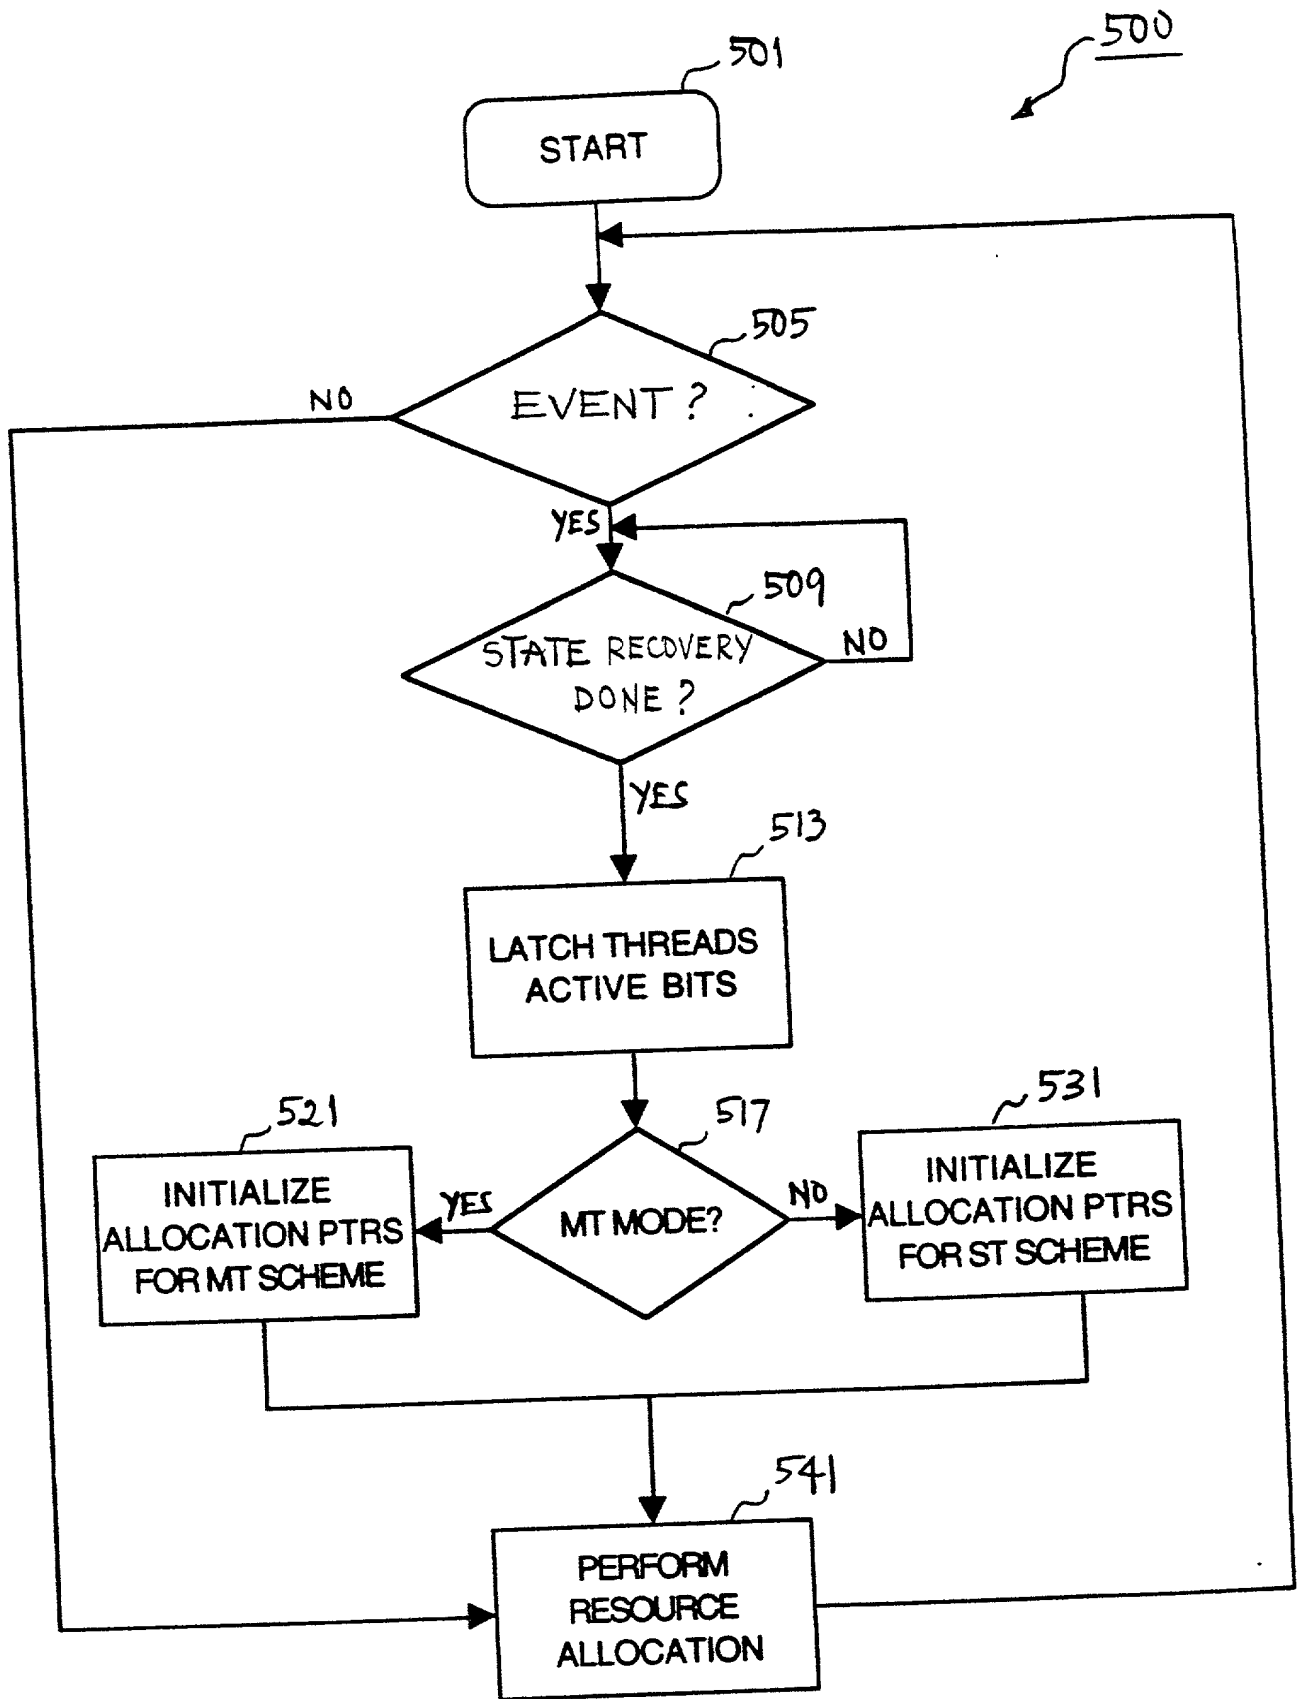 500
501
START
505
EVENT ?
NO
YES
509
STATE RECOVERY
DONE ?
NO
YES
513
LATCH THREADS
ACTIVE BITS
517
MT MODE?
YES
NO
521
INITIALIZE
ALLOCATION PTRS
FOR MT SCHEME
531
INITIALIZE
ALLOCATION PTRS
FOR ST SCHEME
541
PERFORM
RESOURCE
ALLOCATION